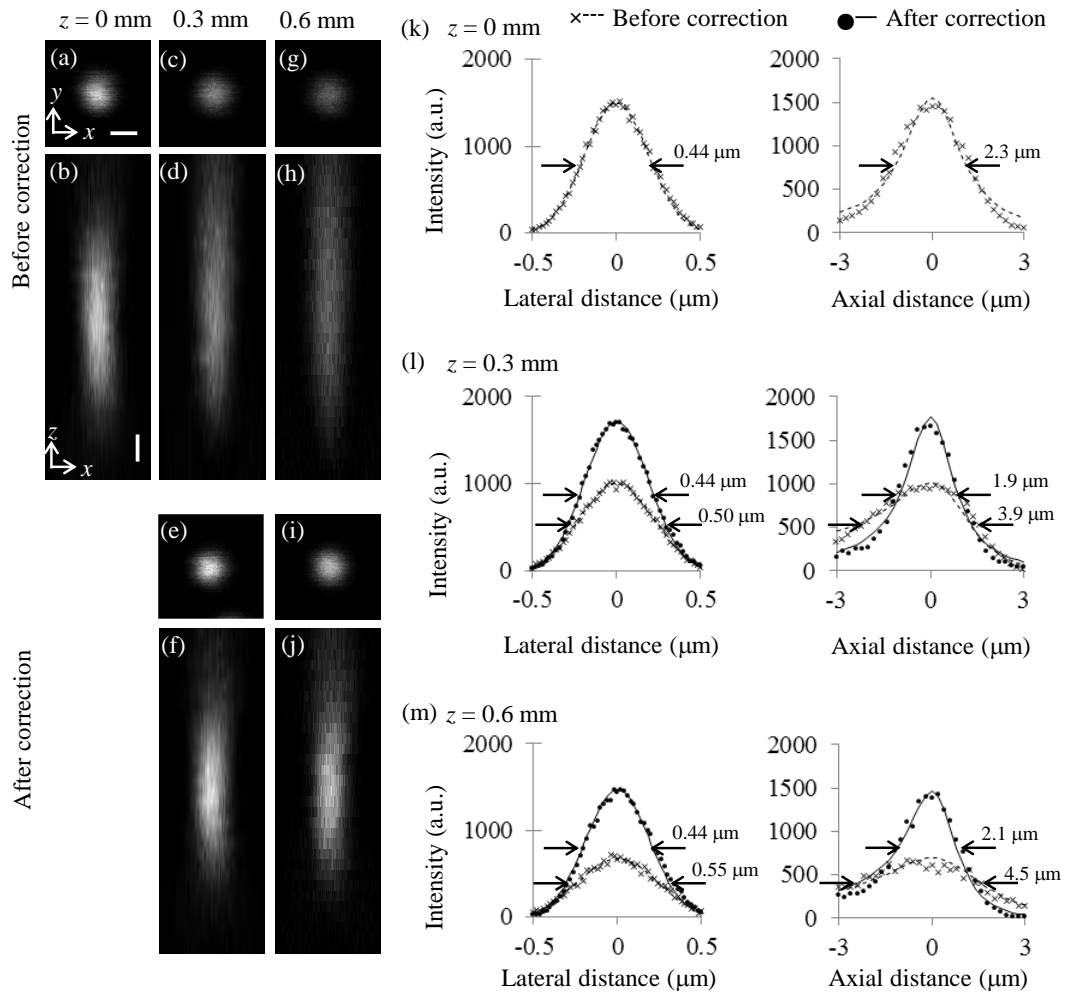 z = 0 mm 0.3 mm 0.6 mm
Before correction
(a) (c) (g)
y
x
(b) (d) (h)
z
x
After correction
(e) (i)
(f) (j)
×---- Before correction ●— After correction
(k) z = 0 mm
Intensity (a.u.)
2000
1500
1000
500
0
0.44 μm
-0.5 0 0.5
Lateral distance (μm)
2000
1500
1000
500
0
2.3 μm
-3 0 3
Axial distance (μm)
(l) z = 0.3 mm
Intensity (a.u.)
2000
1000
0
0.44 μm
0.50 μm
-0.5 0 0.5
Lateral distance (μm)
2000
1500
1000
500
0
1.9 μm
3.9 μm
-3 0 3
Axial distance (μm)
(m) z = 0.6 mm
Intensity (a.u.)
2000
1000
0
0.44 μm
0.55 μm
-0.5 0 0.5
Lateral distance (μm)
2000
1500
1000
500
0
2.1 μm
4.5 μm
-3 0 3
Axial distance (μm)